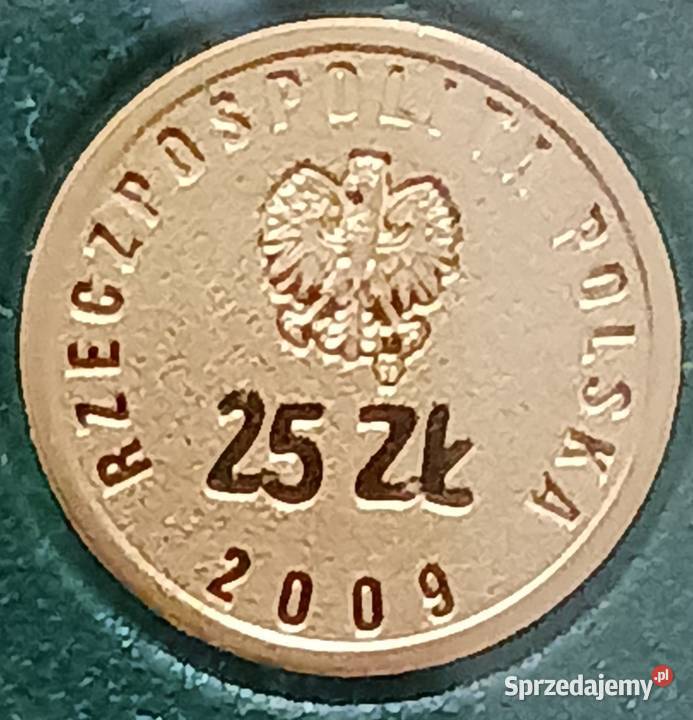 RZECZPOSPOLITA POLSKA
25 ZŁ
2009
Sprzedajemy.pl